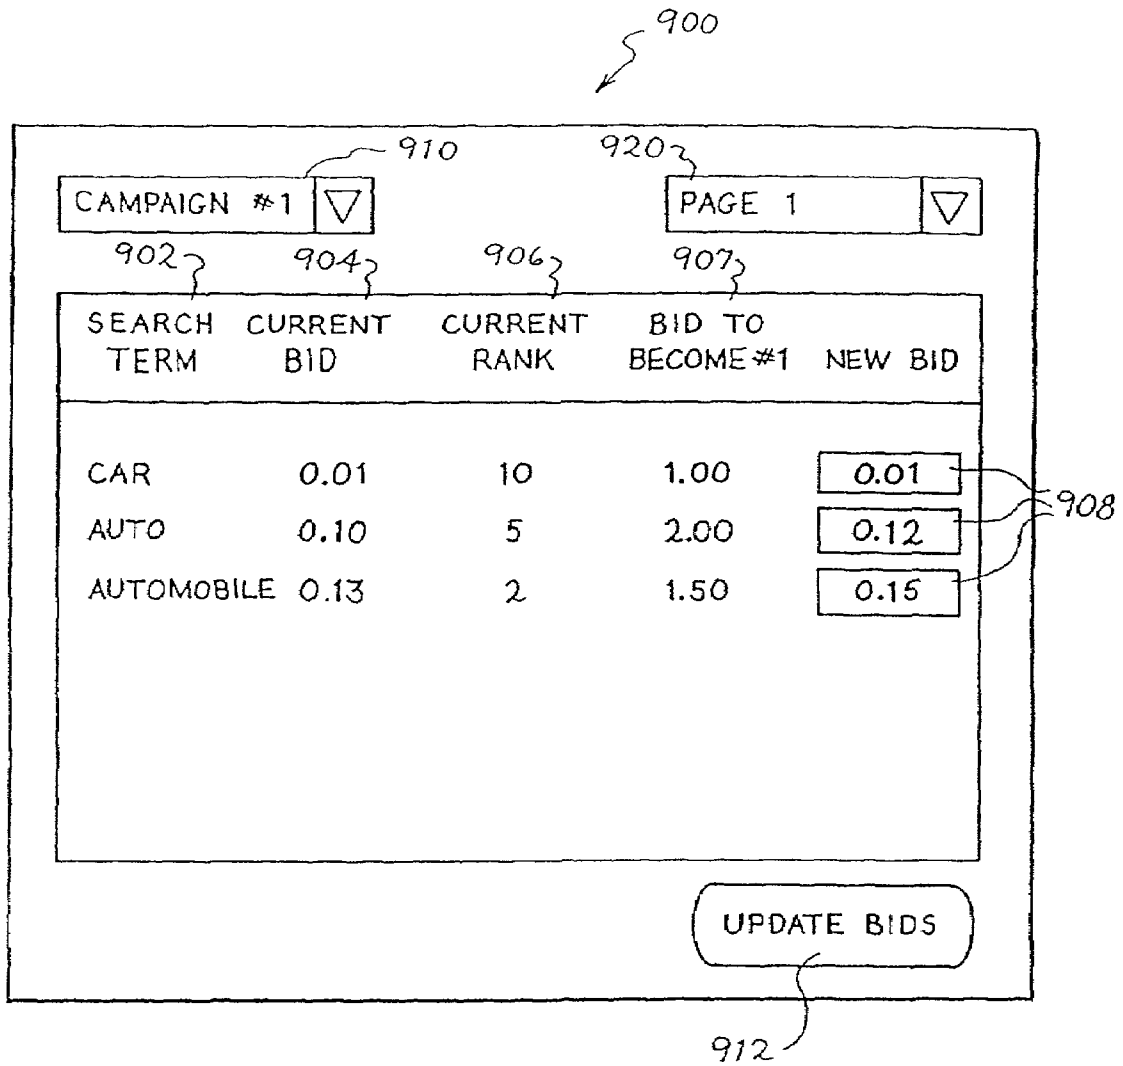 900
910
920
CAMPAIGN #1
PAGE 1
902
904
906
907
SEARCH TERM
CURRENT BID
CURRENT RANK
BID TO BECOME #1
NEW BID
CAR 0.01 10 1.00 0.01
AUTO 0.10 5 2.00 0.12
AUTOMOBILE 0.13 2 1.50 0.15
908
UPDATE BIDS
912